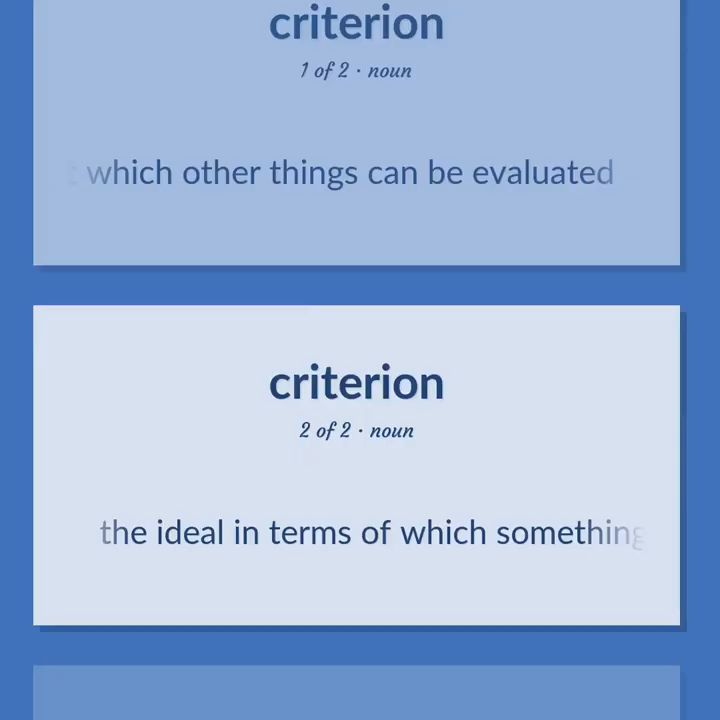 criterion
1 of 2 · noun
which other things can be evaluated
criterion
2 of 2 · noun
the ideal in terms of which something